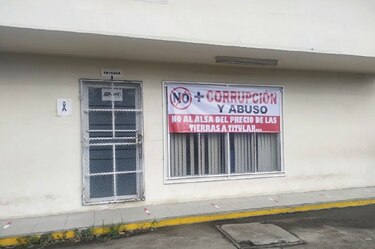 ENTRADA
NO + CORRUPCIÓN
Y ABUSO
NO AL ALSA DEL PRECIO DE LAS
TIERRAS A TITULAR...